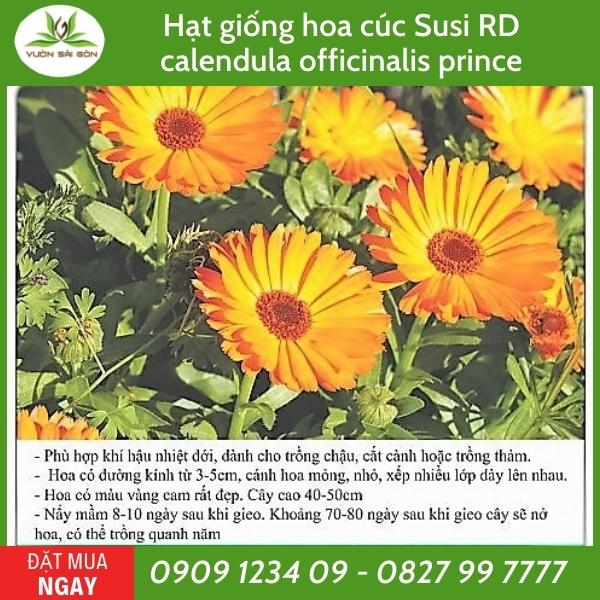 Hạt giống hoa cúc Susi RD
calendula officinalis prince
VƯỜN SÀI GÒN
- Phù hợp khí hậu nhiệt đới, dành cho trồng chậu, cắt cành hoặc trồng thảm.
- Hoa có đường kính từ 3-5cm, cánh hoa mỏng, nhỏ, xếp nhiều lớp dày lên nhau.
- Hoa có màu vàng cam rất đẹp. Cây cao 40-50cm
- Nẩy mầm 8-10 ngày sau khi gieo. Khoảng 70-80 ngày sau khi gieo cây sẽ nở
hoa, có thể trồng quanh năm
ĐẶT MUA
NGAY
0909 1234 09 - 0827 99 7777